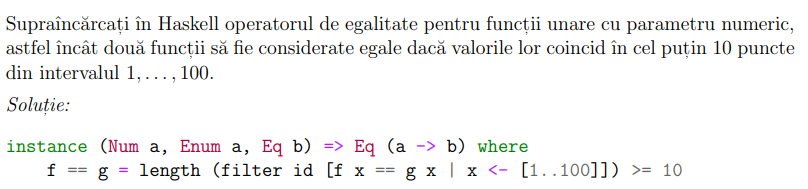 Supraîncărcați în Haskell operatorul de egalitate pentru funcții unare cu parametru numeric,
astfel încât două funcții să fie considerate egale dacă valorile lor coincid în cel puțin 10 puncte
din intervalul 1, . . . , 100.
Soluție:
instance (Num a, Enum a, Eq b) => Eq (a -> b) where
    f == g = length (filter id [f x == g x | x <- [1..100]]) >= 10